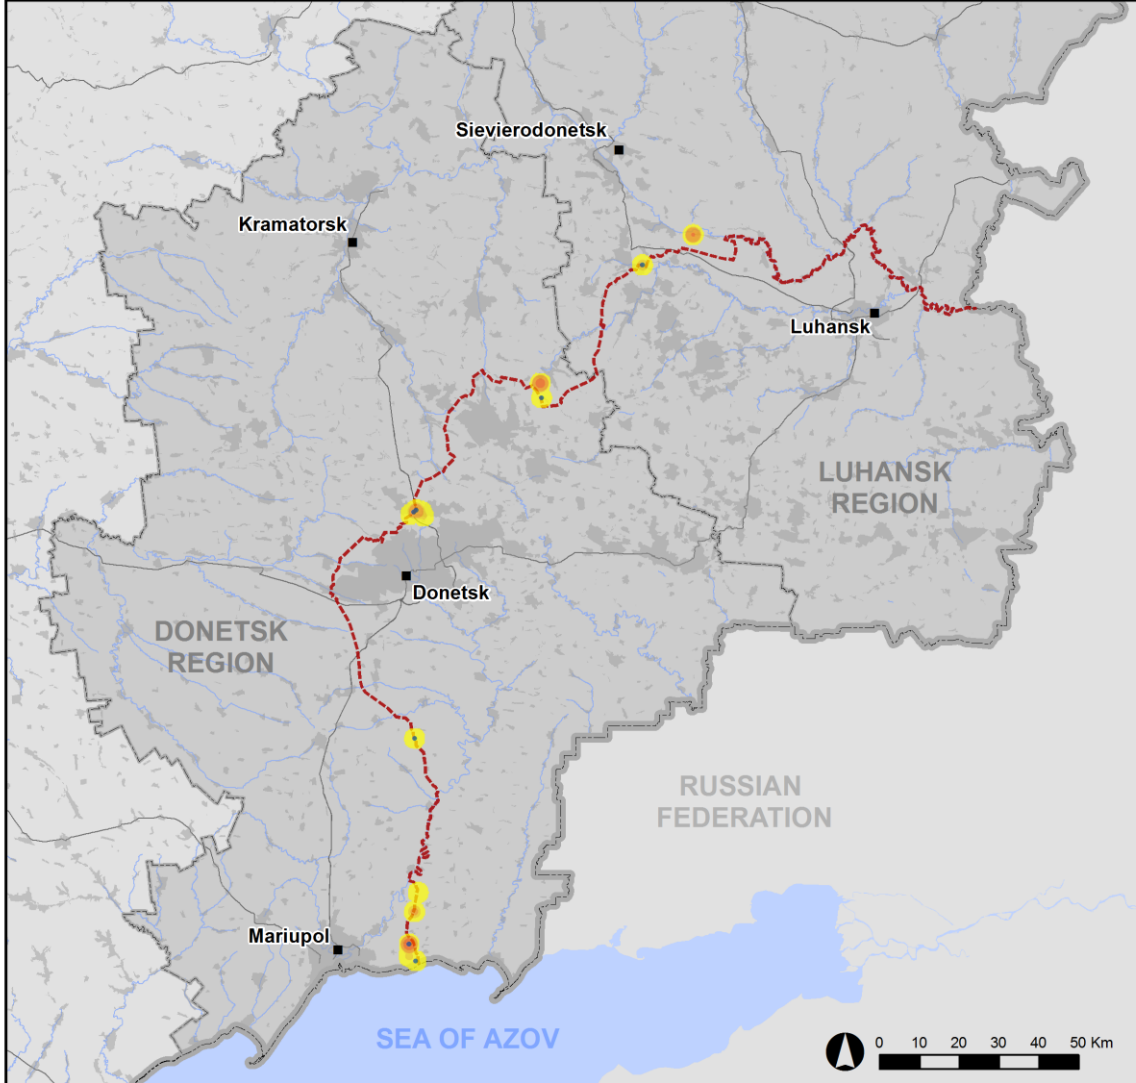 Sievierodonetsk
Kramatorsk
Luhansk
LUHANSK
REGION
Donetsk
DONETSK
REGION
RUSSIAN
FEDERATION
Mariupol
SEA OF AZOV
0 10 20 30 40 50 Km